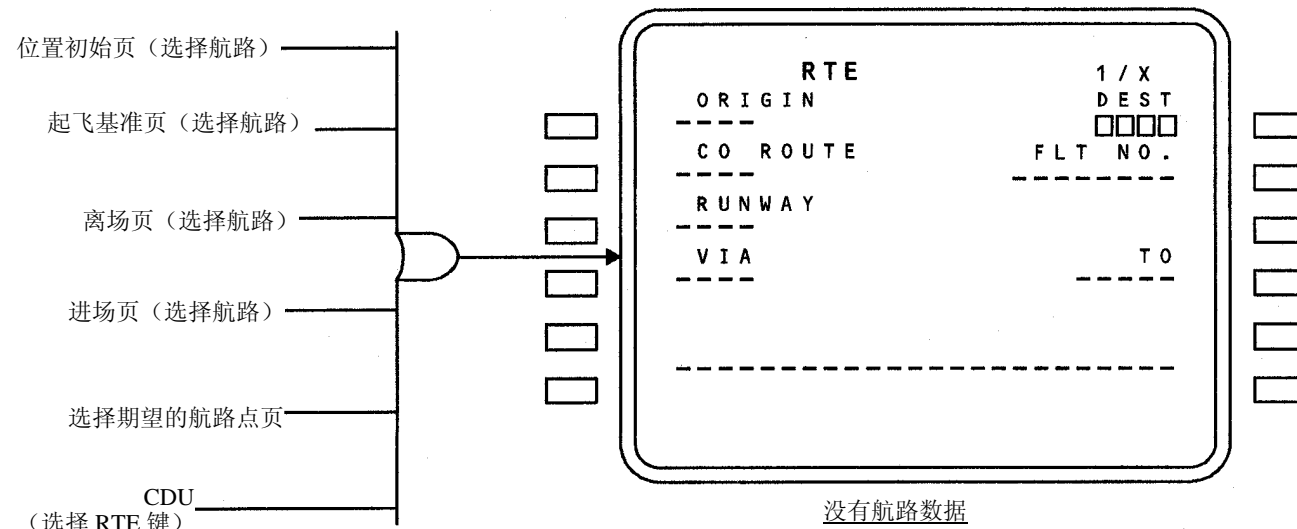 位置初始页（选择航路）
起飞基准页（选择航路）
离场页（选择航路）
进场页（选择航路）
选择期望的航路点页
CDU
（选择 RTE 键）
RTE 1/X
ORIGIN DEST
---- □□□□
CO ROUTE FLT NO.
---- --------
RUNWAY
----
VIA TO
---- -----
------------------------
没有航路数据